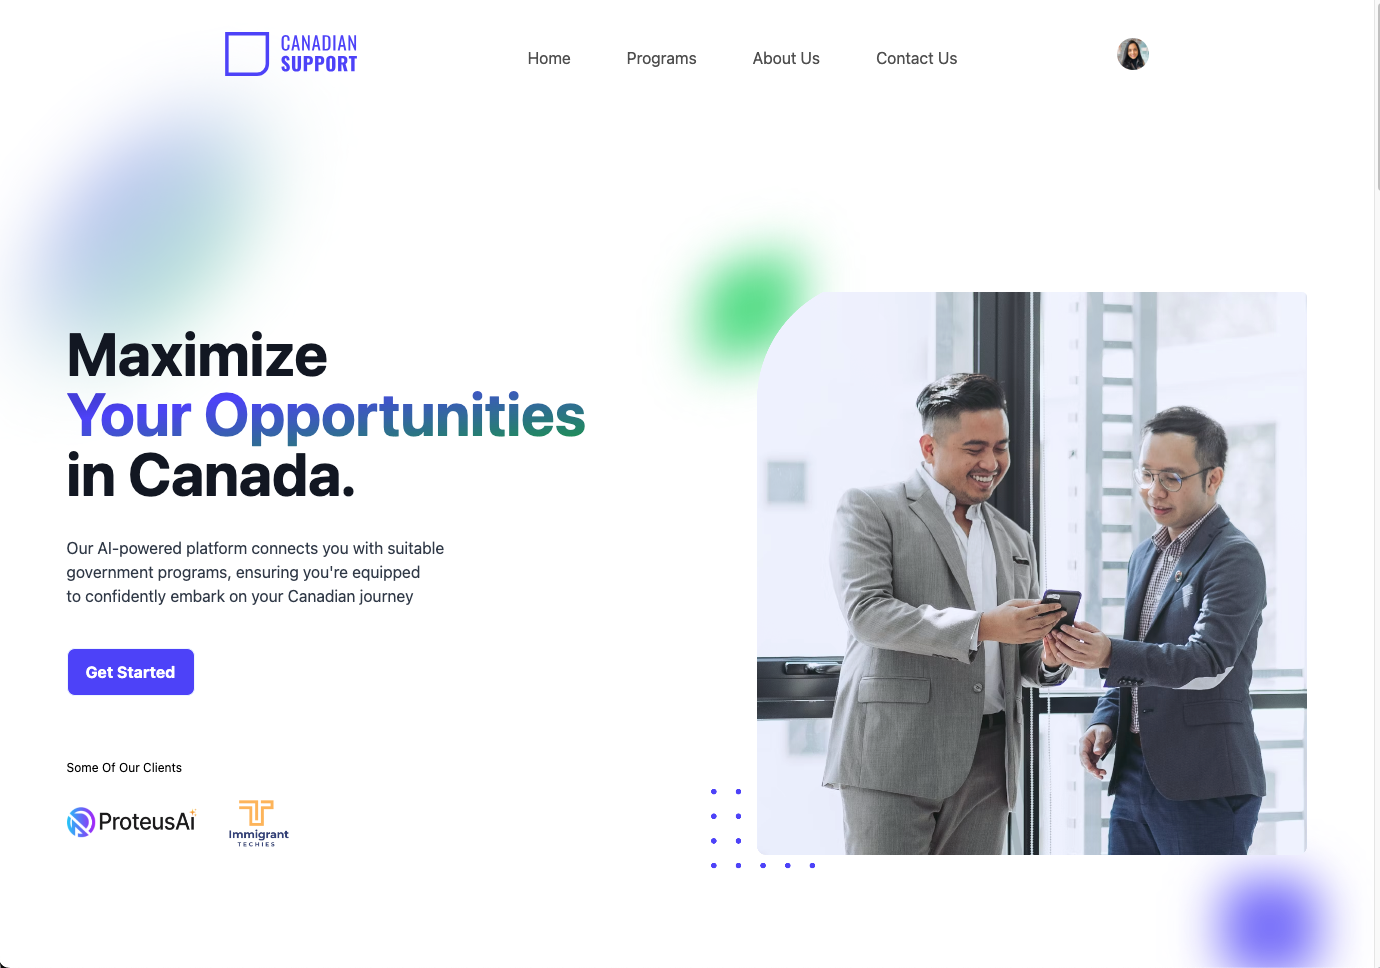 CANADIAN
SUPPORT
Home
Programs
About Us
Contact Us
Maximize
Your Opportunities
in Canada.
Our AI-powered platform connects you with suitable
government programs, ensuring you're equipped
to confidently embark on your Canadian journey
Get Started
Some Of Our Clients
ProteusAi
Immigrant
TECHIES